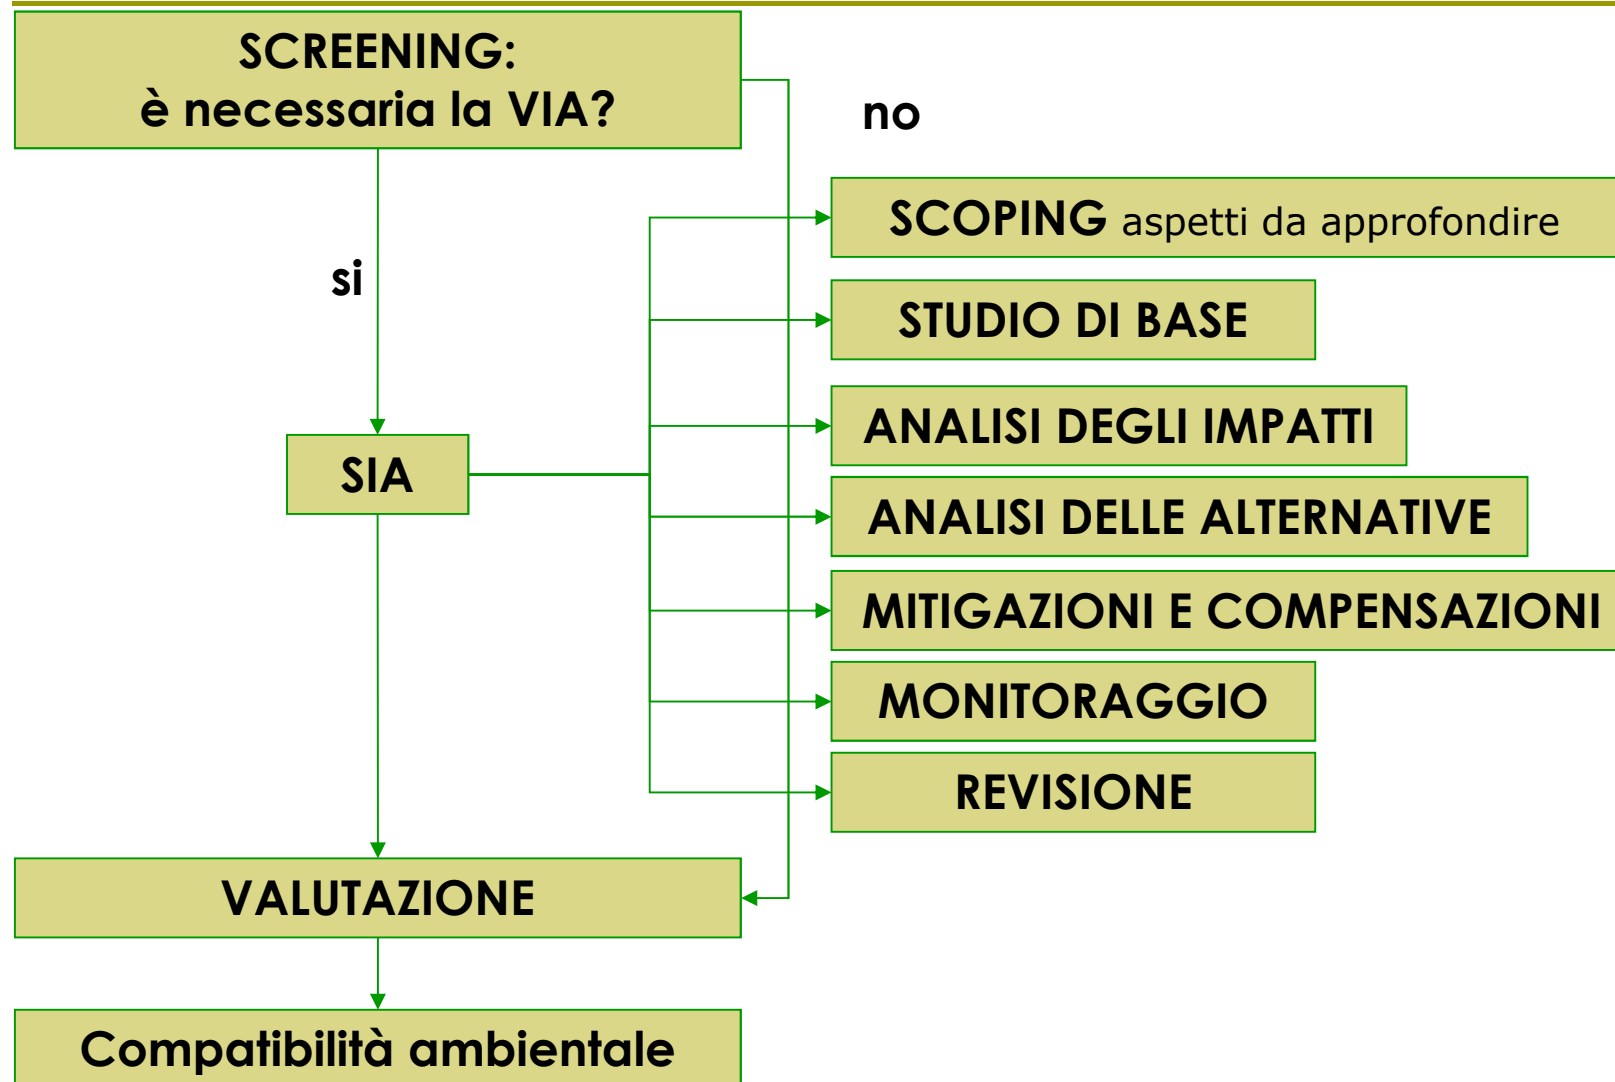 SCREENING:
è necessaria la VIA?
no
SCOPING aspetti da approfondire
si
STUDIO DI BASE
ANALISI DEGLI IMPATTI
SIA
ANALISI DELLE ALTERNATIVE
MITIGAZIONI E COMPENSAZIONI
MONITORAGGIO
REVISIONE
VALUTAZIONE
Compatibilità ambientale